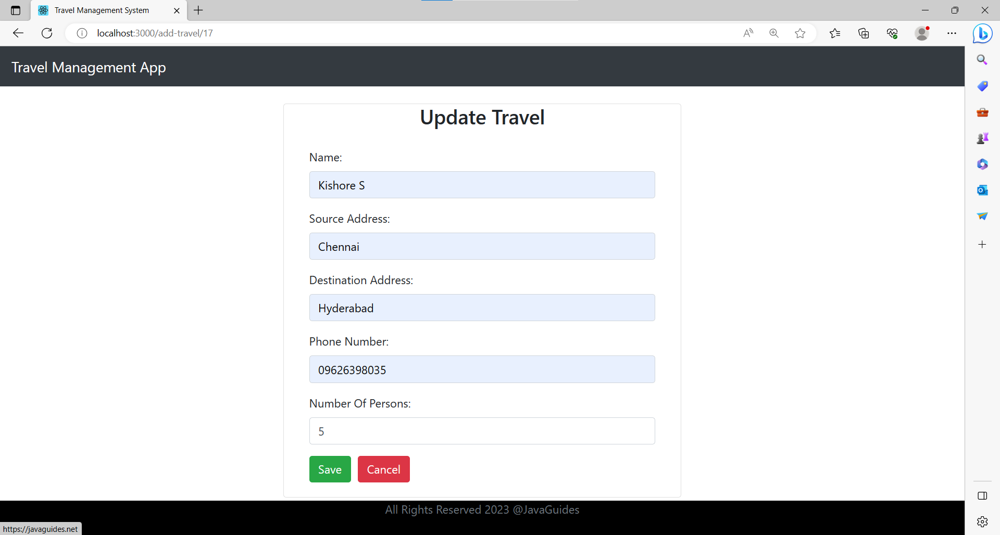 Travel Management System
localhost:3000/add-travel/17
Travel Management App
Update Travel
Name:
Kishore S
Source Address:
Chennai
Destination Address:
Hyderabad
Phone Number:
09626398035
Number Of Persons:
5
Save Cancel
All Rights Reserved 2023 @JavaGuides
https://javaguides.net